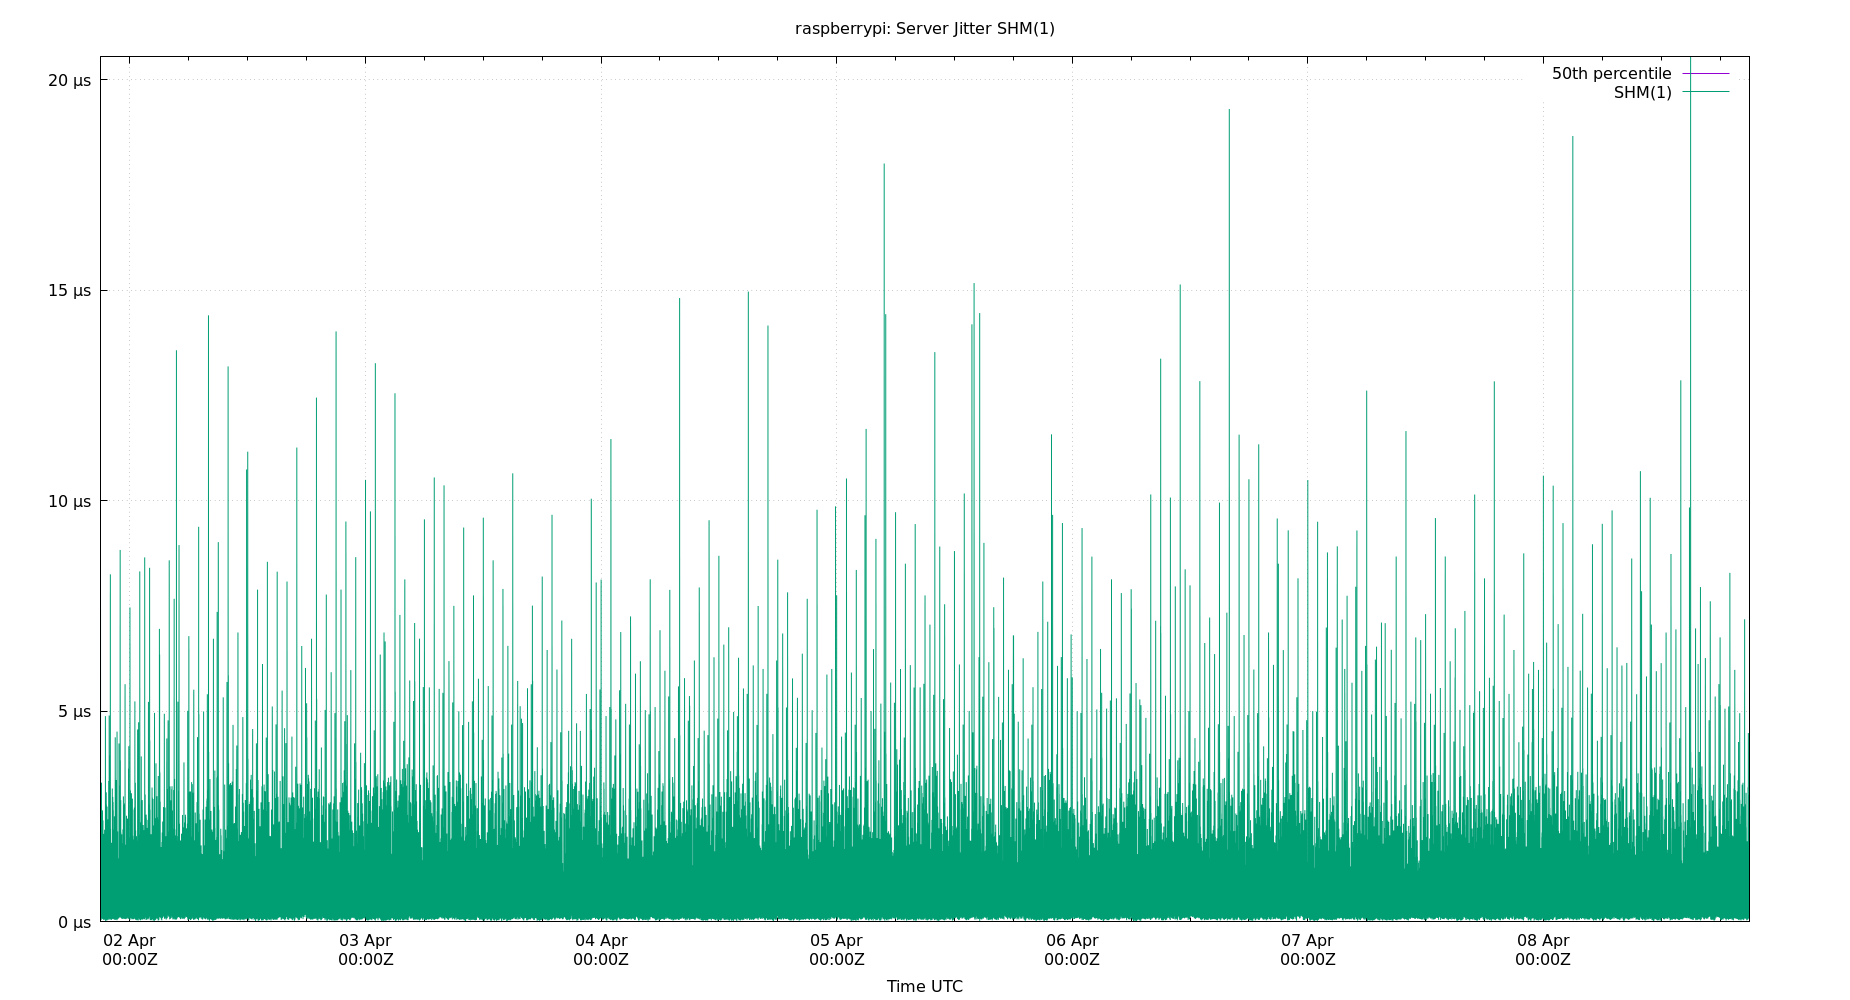 raspberrypi: Server Jitter SHM(1)
50th percentile
SHM(1)
20 µs
15 µs
10 µs
5 µs
0 µs
02 Apr 03 Apr 04 Apr 05 Apr 06 Apr 07 Apr 08 Apr
00:00Z 00:00Z 00:00Z 00:00Z 00:00Z 00:00Z 00:00Z
Time UTC